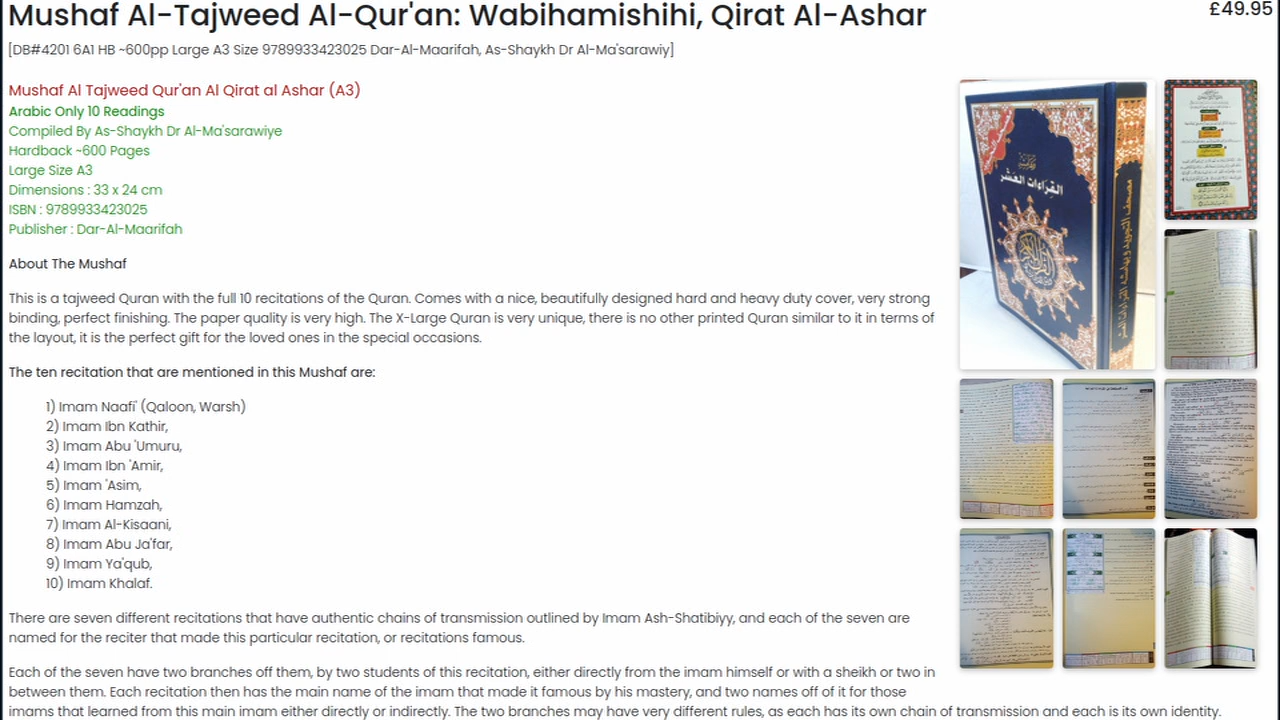 Mushaf Al-Tajweed Al-Qur'an: Wabihamishihi, Qirat Al-Ashar
£49.95
[DB#4201 6A1 HB ~600pp Large A3 Size 9789933423025 Dar-Al-Maarifah, As-Shaykh Dr Al-Ma'sarawiy]
Mushaf Al Tajweed Qur'an Al Qirat al Ashar (A3)
Arabic Only 10 Readings
Compiled By As-Shaykh Dr Al-Ma'sarawiye
Hardback ~600 Pages
Large Size A3
Dimensions : 33 x 24 cm
ISBN : 9789933423025
Publisher : Dar-Al-Maarifah
About The Mushaf
This is a tajweed Quran with the full 10 recitations of the Quran. Comes with a nice, beautifully designed hard and heavy duty cover, very strong
binding, perfect finishing. The paper quality is very high. The X-Large Quran is very unique, there is no other printed Quran similar to it in terms of
the layout, it is the perfect gift for the loved ones in the special occasions.
The ten recitation that are mentioned in this Mushaf are:
1) Imam Naafi' (Qaloon, Warsh)
2) Imam Ibn Kathir,
3) Imam Abu 'Umuru,
4) Imam Ibn 'Amir,
5) Imam 'Asim,
6) Imam Hamzah,
7) Imam Al-Kisaani,
8) Imam Abu Ja'far,
9) Imam Ya'qub,
10) Imam Khalaf.
There are seven different recitations that have authentic chains of transmission outlined by Imam Ash-Shatibiyy, and each of the seven are
named for the reciter that made this particular recitation, or recitations famous.
Each of the seven have two branches off them, by two students of this recitation, either directly from the imam himself or with a sheikh or two in
between them. Each recitation then has the main name of the imam that made it famous by his mastery, and two names off of it for those
imams that learned from this main imam either directly or indirectly. The two branches may have very different rules, as each has its own chain of transmission and each is its own identity.
القراءات العشر